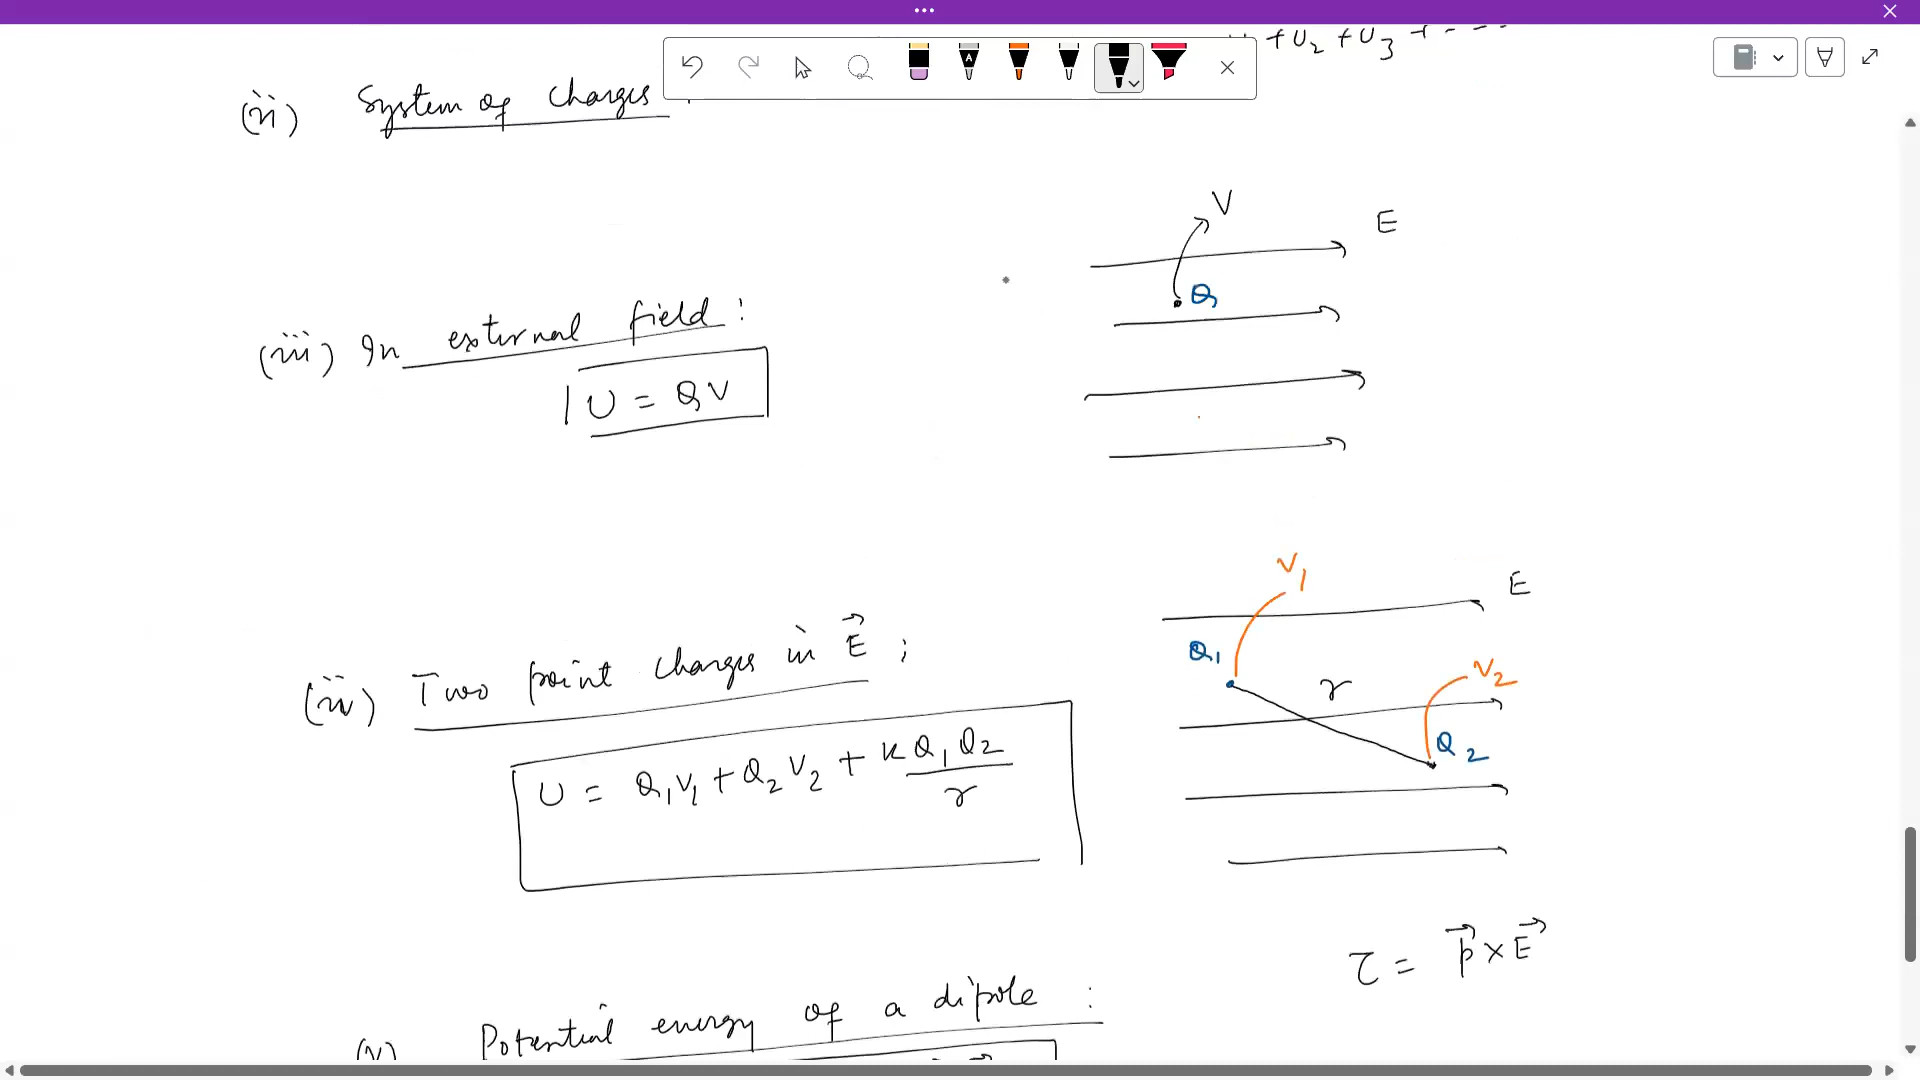 + U2 + U3 + - - -
(ii) System of charges :
V
E
Q
(iii) In external field :
U = QV
V1
E
Q1
V2
r
Q2
(iv) Two point charges in E⃗ ;
U = Q1V1 + Q2V2 + KQ1Q2/r
τ = p⃗ × E⃗
(v) Potential energy of a dipole :